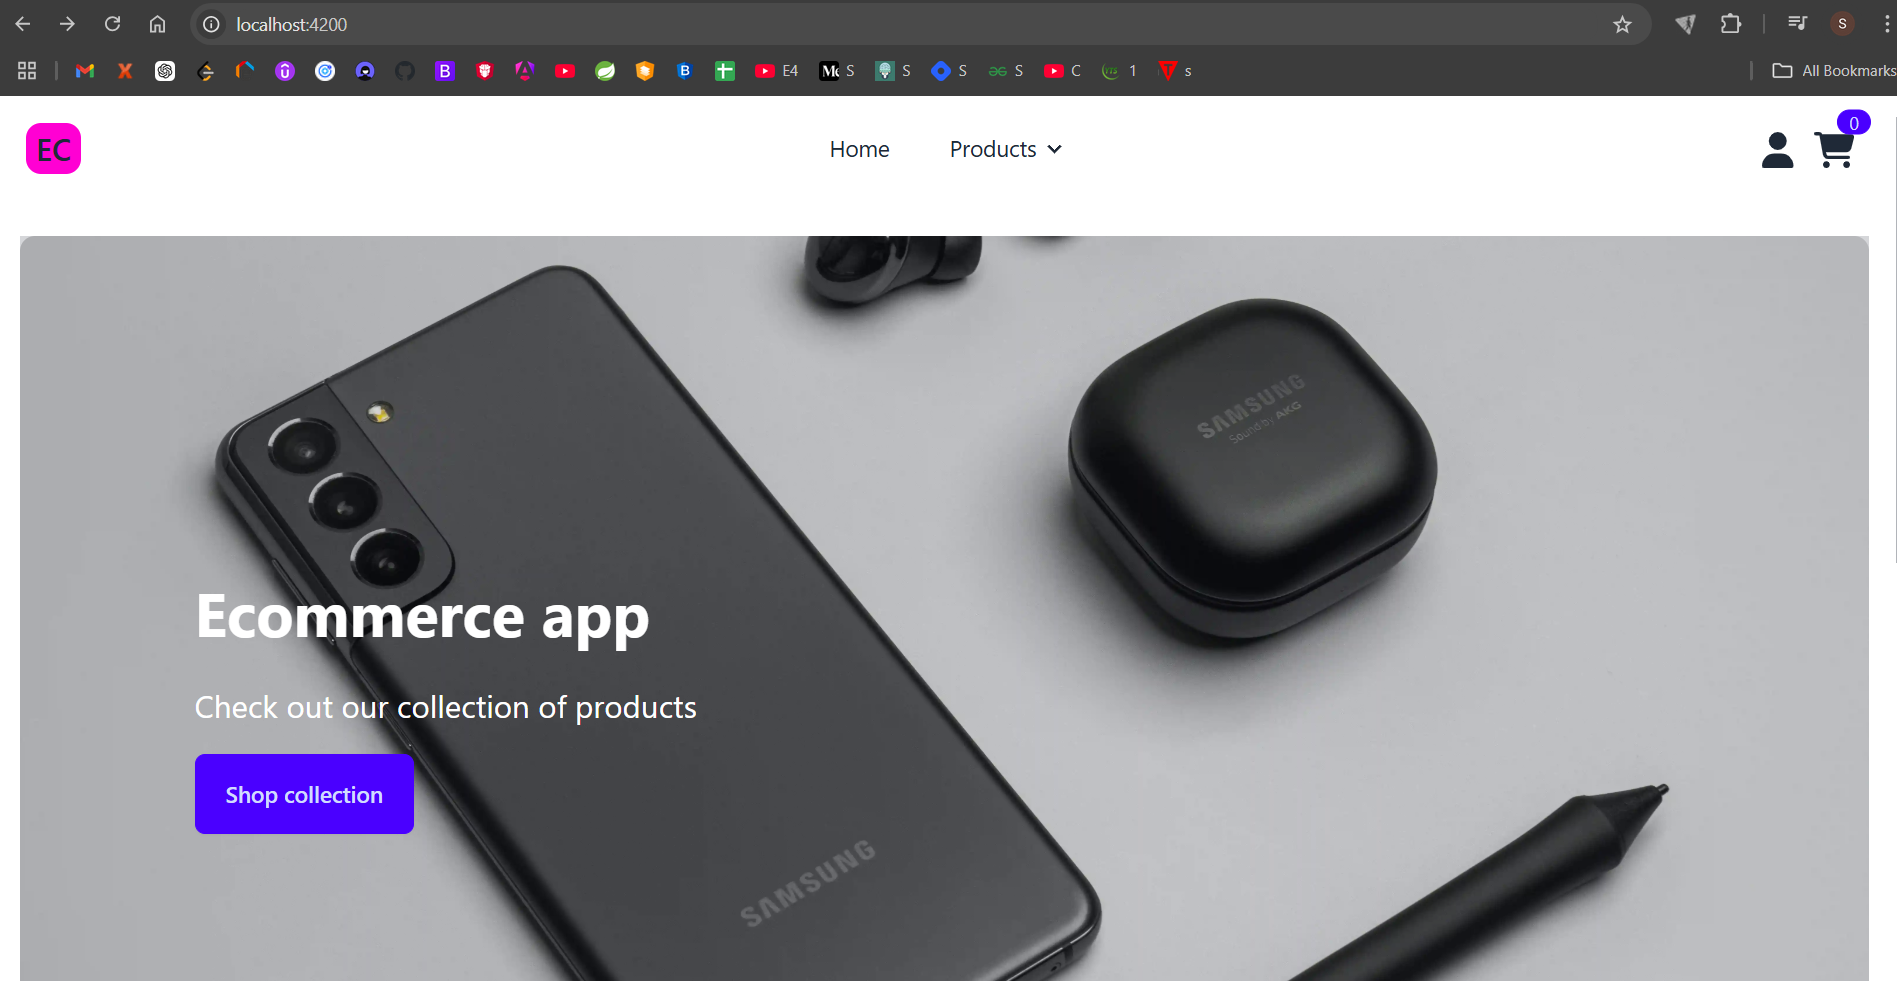 localhost:4200
S
E4
S
S
S
S
C
1
s
All Bookmarks
EC
Home
Products
0
SAMSUNG
Sound by AKG
Ecommerce app
Check out our collection of products
Shop collection
SAMSUNG